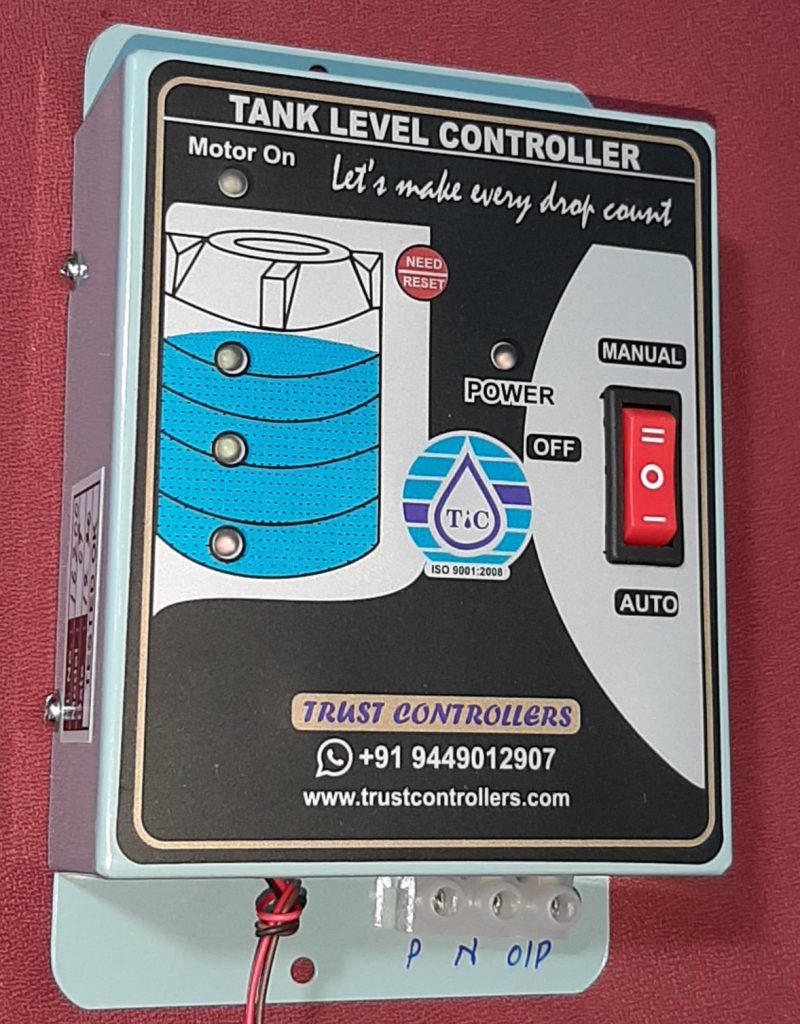 TANK LEVEL CONTROLLER
Motor On
Let's make every drop count
NEED
RESET
MANUAL
POWER
OFF
TiC
ISO 9001:2008
AUTO
TRUST CONTROLLERS
+91 9449012907
www.trustcontrollers.com
P N O/P